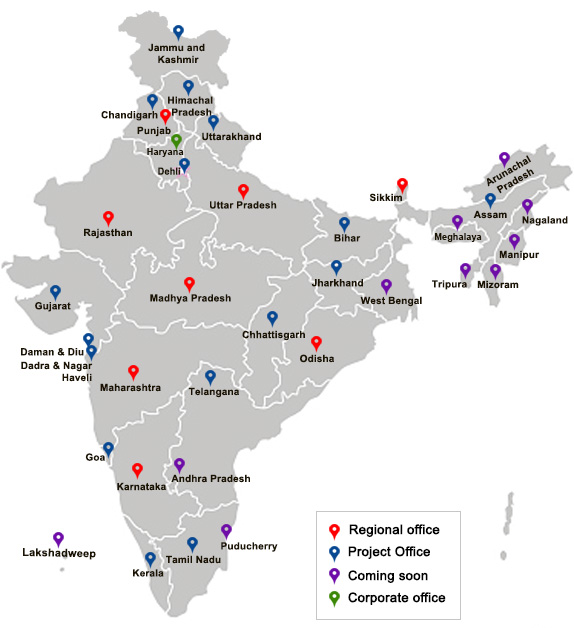 Jammu and
Kashmir
Himachal
Pradesh
Chandigarh
Punjab
Uttarakhand
Haryana
Dehli
Arunachal
Pradesh
Sikkim
Uttar Pradesh
Assam
Nagaland
Rajasthan
Bihar
Meghalaya
Manipur
Jharkhand
Tripura
Mizoram
Gujarat
Madhya Pradesh
West Bengal
Chhattisgarh
Daman & Diu
Odisha
Dadra & Nagar
Haveli
Maharashtra
Telangana
Goa
Karnataka
Andhra Pradesh
Lakshadweep
Puducherry
Kerala
Tamil Nadu
Regional office
Project Office
Coming soon
Corporate office